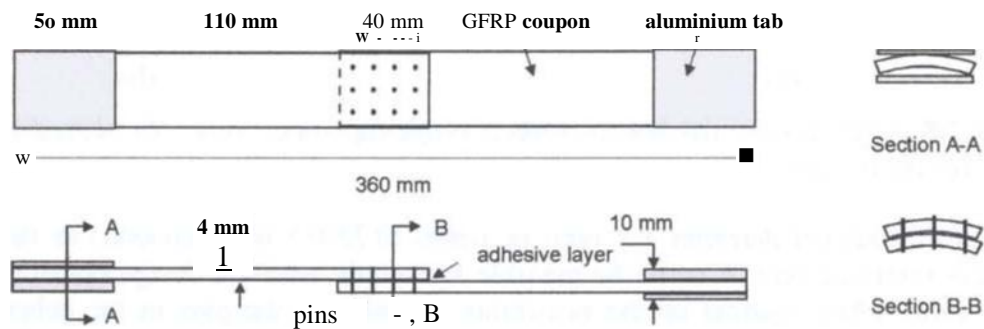 5o mm 110 mm 40 mm GFRP coupon aluminium tab
W - - --- i r
w
360 mm
Section A-A
A 4 mm B 10 mm
1
adhesive layer
A pins - , B
Section B-B